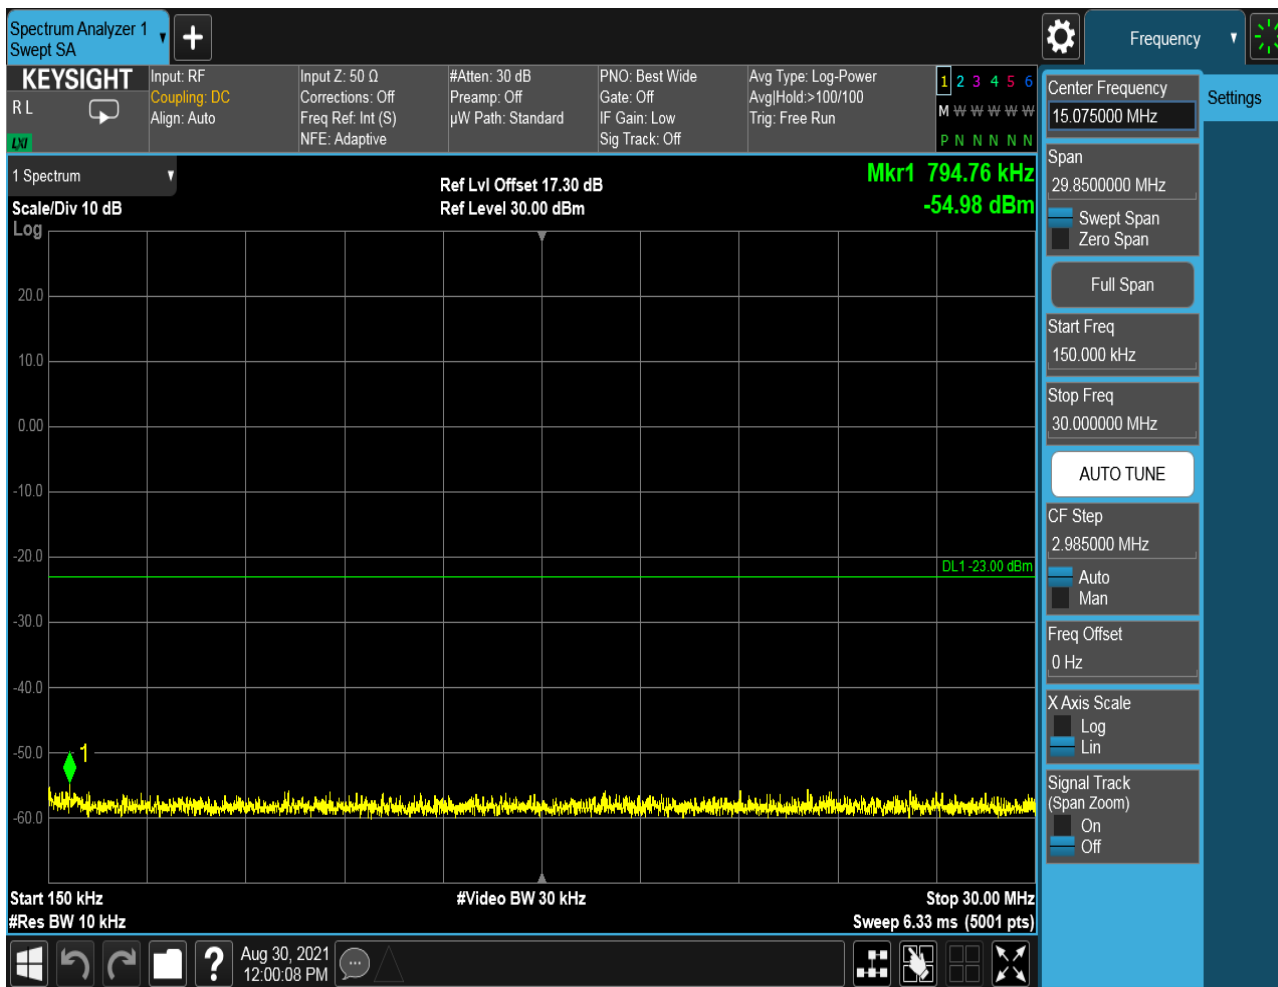 Spectrum Analyzer 1
Swept SA
+
Frequency
KEYSIGHT
R L
LXI
Input: RF
Coupling: DC
Align: Auto
Input Z: 50 Ω
Corrections: Off
Freq Ref: Int (S)
NFE: Adaptive
#Atten: 30 dB
Preamp: Off
µW Path: Standard
PNO: Best Wide
Gate: Off
IF Gain: Low
Sig Track: Off
Avg Type: Log-Power
Avg|Hold:>100/100
Trig: Free Run
1 2 3 4 5 6
M W W W W W
P N N N N N
1 Spectrum
Scale/Div 10 dB
Log
Ref Lvl Offset 17.30 dB
Ref Level 30.00 dBm
Mkr1 794.76 kHz
-54.98 dBm
20.0
10.0
0.00
-10.0
-20.0
DL1 -23.00 dBm
-30.0
-40.0
-50.0
1
-60.0
Start 150 kHz
#Video BW 30 kHz
Stop 30.00 MHz
#Res BW 10 kHz
Sweep 6.33 ms (5001 pts)
?
Aug 30, 2021
12:00:08 PM
Center Frequency
15.075000 MHz
Settings
Span
29.8500000 MHz
Swept Span
Zero Span
Full Span
Start Freq
150.000 kHz
Stop Freq
30.000000 MHz
AUTO TUNE
CF Step
2.985000 MHz
Auto
Man
Freq Offset
0 Hz
X Axis Scale
Log
Lin
Signal Track
(Span Zoom)
On
Off